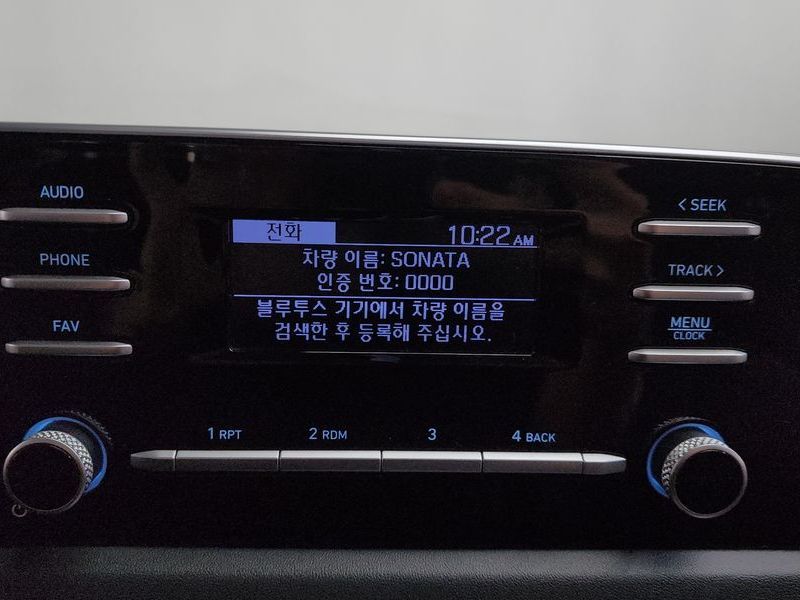 AUDIO
PHONE
FAV
전화 10:22 AM
차량 이름: SONATA
인증 번호: 0000
블루투스 기기에서 차량 이름을
검색한 후 등록해 주십시오.
< SEEK
TRACK >
MENU
CLOCK
1 RPT 2 RDM 3 4 BACK